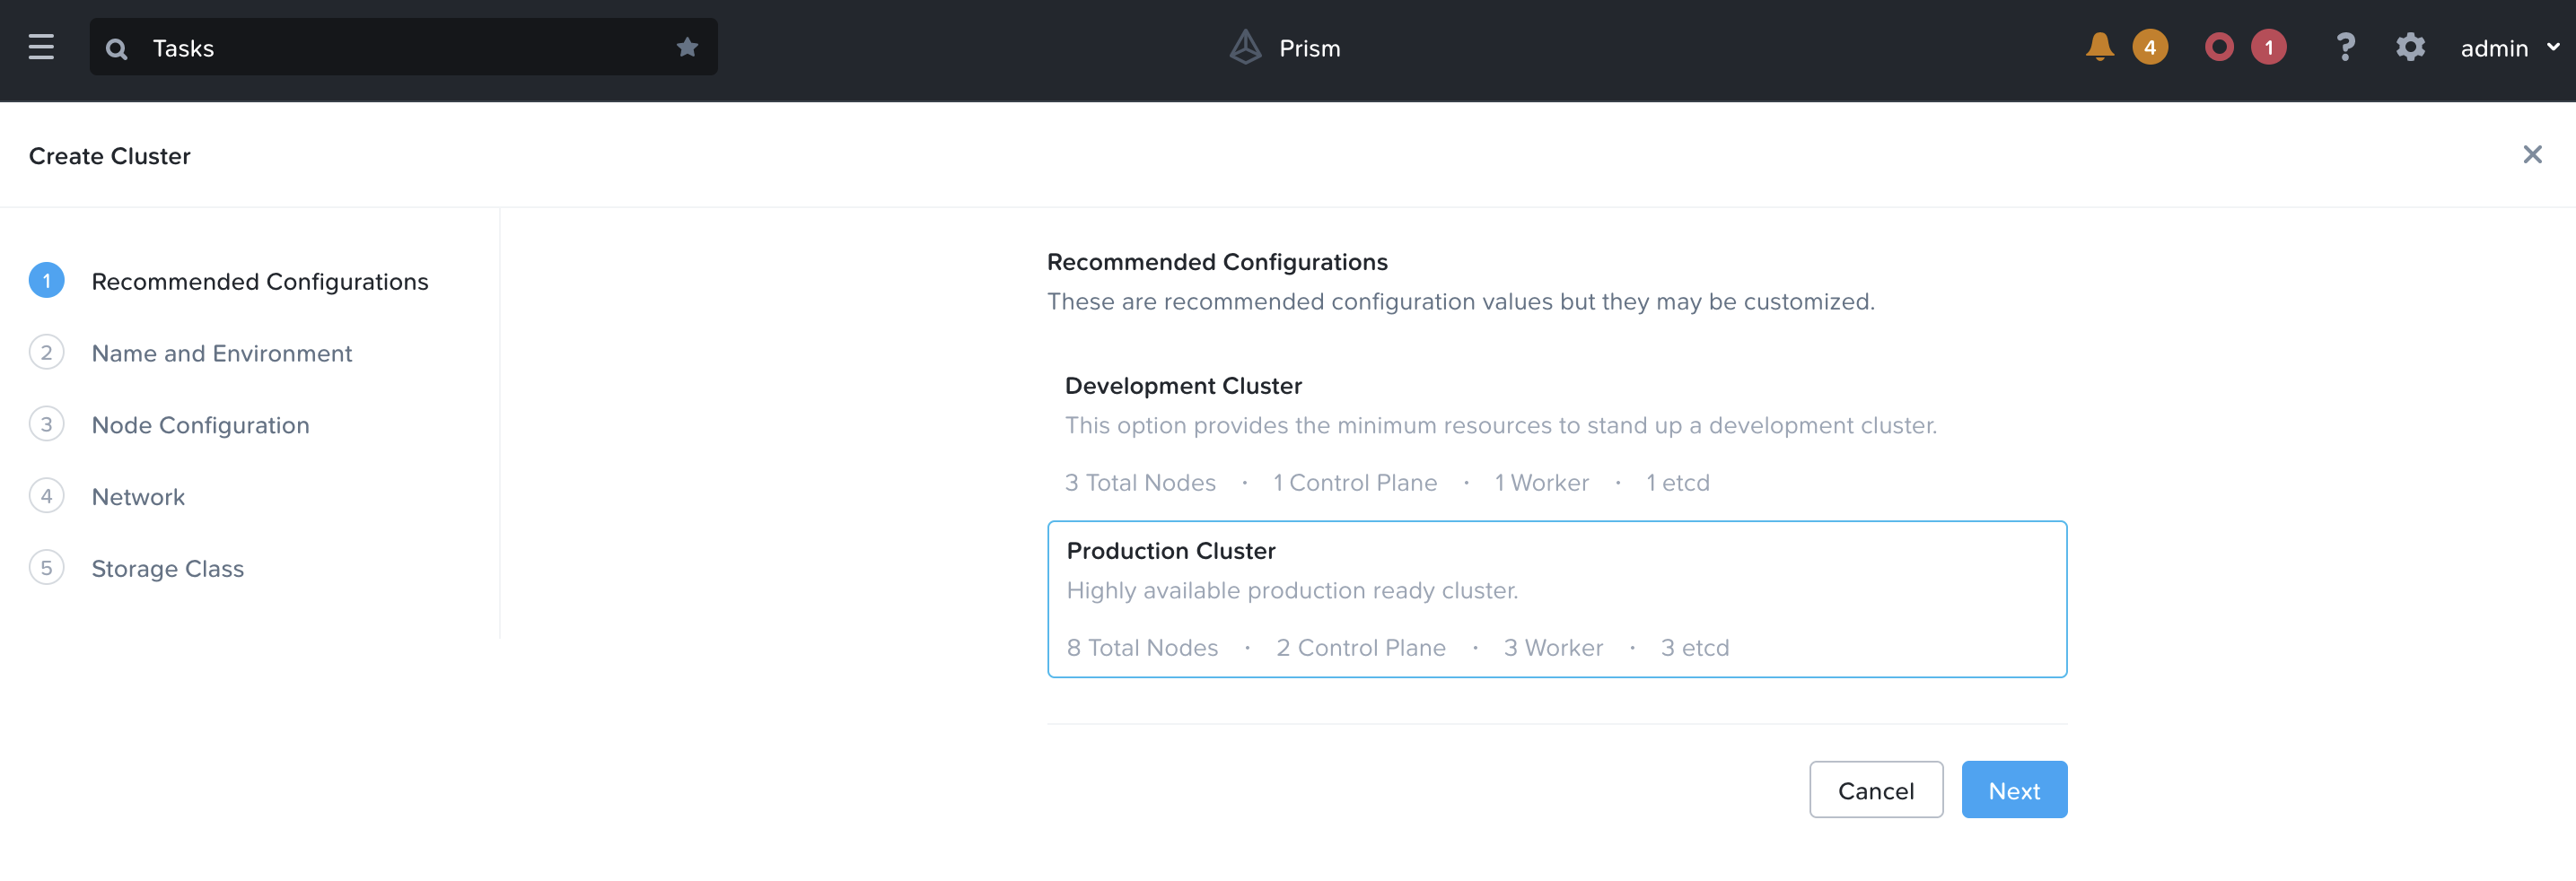 Tasks
Prism
4
1
?
admin
Create Cluster
1 Recommended Configurations
2 Name and Environment
3 Node Configuration
4 Network
5 Storage Class
Recommended Configurations
These are recommended configuration values but they may be customized.
Development Cluster
This option provides the minimum resources to stand up a development cluster.
3 Total Nodes · 1 Control Plane · 1 Worker · 1 etcd
Production Cluster
Highly available production ready cluster.
8 Total Nodes · 2 Control Plane · 3 Worker · 3 etcd
Cancel
Next